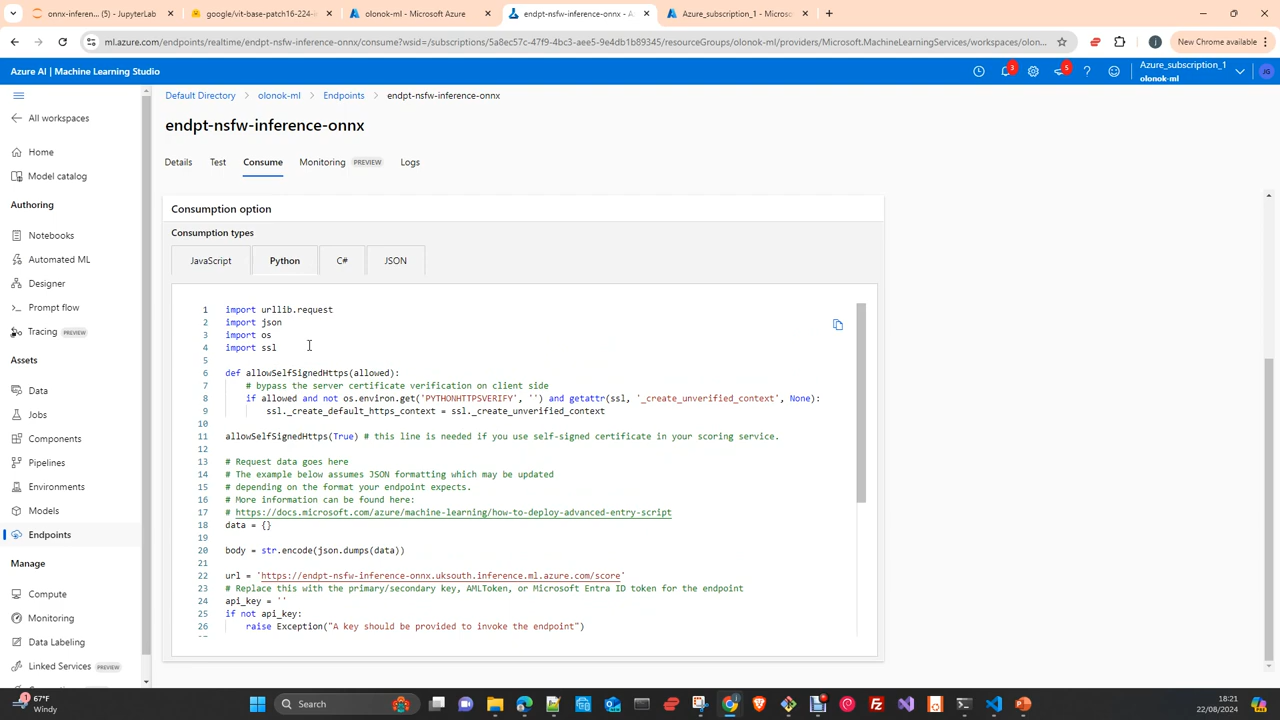 onnx-inferen... (5) - JupyterLab
google/vit-base-patch16-224-i
olonok-ml - Microsoft Azure
endpt-nsfw-inference-onnx - A
Azure_subscription_1 - Microso
ml.azure.com/endpoints/realtime/endpt-nsfw-inference-onnx/consume?wsid=/subscriptions/5a8ec57c-47f9-4bc3-aee5-9e4db1b89345/resourceGroups/olonok-ml/providers/Microsoft.MachineLearningServices/workspaces/olon...
New Chrome available
Azure AI | Machine Learning Studio
3
5
Azure_subscription_1
olonok-ml
JG
All workspaces
Home
Model catalog
Authoring
Notebooks
Automated ML
Designer
Prompt flow
Tracing PREVIEW
Assets
Data
Jobs
Components
Pipelines
Environments
Models
Endpoints
Manage
Compute
Monitoring
Data Labeling
Linked Services PREVIEW
Default Directory > olonok-ml > Endpoints > endpt-nsfw-inference-onnx
endpt-nsfw-inference-onnx
Details Test Consume Monitoring PREVIEW Logs
Consumption option
Consumption types
JavaScript Python C# JSON
1 import urllib.request
2 import json
3 import os
4 import ssl
5
6 def allowSelfSignedHttps(allowed):
7 # bypass the server certificate verification on client side
8 if allowed and not os.environ.get('PYTHONHTTPSVERIFY', '') and getattr(ssl, '_create_unverified_context', None):
9 ssl._create_default_https_context = ssl._create_unverified_context
10
11 allowSelfSignedHttps(True) # this line is needed if you use self-signed certificate in your scoring service.
12
13 # Request data goes here
14 # The example below assumes JSON formatting which may be updated
15 # depending on the format your endpoint expects.
16 # More information can be found here:
17 # https://docs.microsoft.com/azure/machine-learning/how-to-deploy-advanced-entry-script
18 data = {}
19
20 body = str.encode(json.dumps(data))
21
22 url = 'https://endpt-nsfw-inference-onnx.uksouth.inference.ml.azure.com/score'
23 # Replace this with the primary/secondary key, AMLToken, or Microsoft Entra ID token for the endpoint
24 api_key = ''
25 if not api_key:
26 raise Exception("A key should be provided to invoke the endpoint")
1
67°F
Windy
Search
18:21
22/08/2024